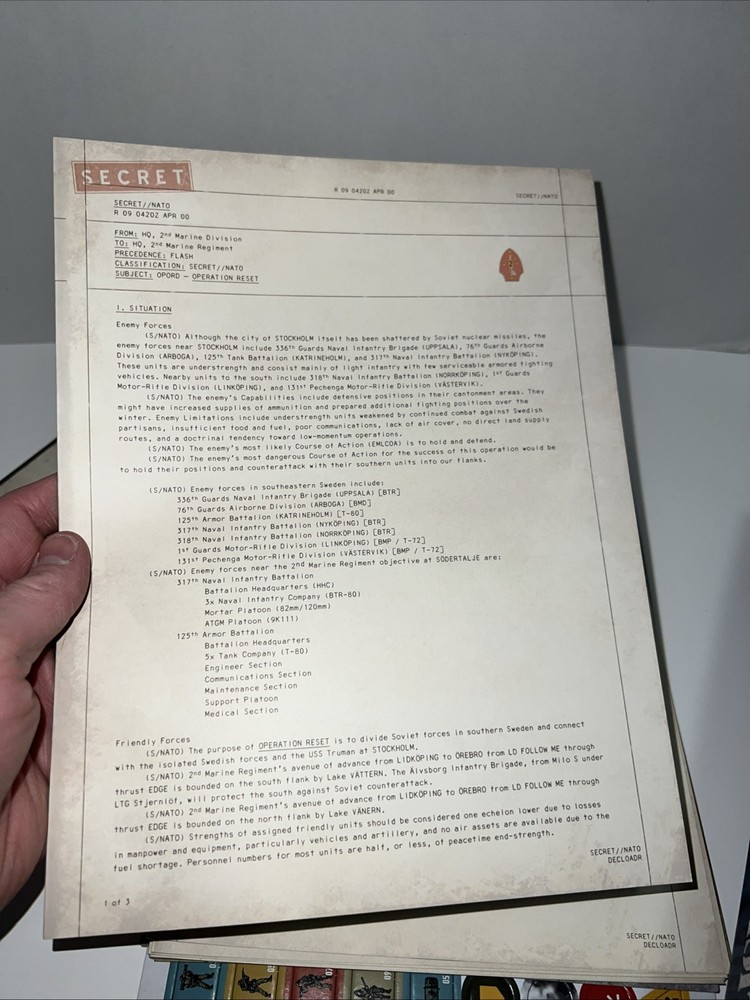 SECRET
R 09 0420Z APR 00
SECRET//NATO
SECRET//NATO
R 09 0420Z APR 00
FROM: HQ, 2nd Marine Division
TO: HQ, 2nd Marine Regiment
PRECEDENCE: FLASH
CLASSIFICATION: SECRET//NATO
SUBJECT: OPORD – OPERATION RESET
1. SITUATION
Enemy Forces
(S/NATO) Although the city of STOCKHOLM itself has been shattered by Soviet nuclear missiles, the
enemy forces near STOCKHOLM include 336th Guards Naval Infantry Brigade (UPPSALA), 76th Guards Airborne
Division (ARBOGA), 125th Tank Battalion (KATRINEHOLM), and 317th Naval Infantry Battalion (NYKÖPING).
These units are understrength and consist mainly of light infantry with few serviceable armored fighting
vehicles. Nearby units to the south include 318th Naval Infantry Battalion (NORRKÖPING), 1st Guards
Motor-Rifle Division (LINKÖPING), and 131st Pechenga Motor-Rifle Division (VÄSTERVIK).
(S/NATO) The enemy's Capabilities include defensive positions in their cantonment areas. They
might have increased supplies of ammunition and prepared additional fighting positions over the
winter. Enemy Limitations include understrength units weakened by continued combat against Swedish
partisans, insufficient food and fuel, poor communications, lack of air cover, no direct land supply
routes, and a doctrinal tendency toward low-momentum operations.
(S/NATO) The enemy's most likely Course of Action (EMLCOA) is to hold and defend.
(S/NATO) The enemy's most dangerous Course of Action for the success of this operation would be
to hold their positions and counterattack with their southern units into our flanks.
(S/NATO) Enemy forces in southeastern Sweden include:
336th Guards Naval Infantry Brigade (UPPSALA) [BTR]
76th Guards Airborne Division (ARBOGA) [BMD]
125th Armor Battalion (KATRINEHOLM) [T-80]
317th Naval Infantry Battalion (NYKÖPING) [BTR]
318th Naval Infantry Battalion (NORRKÖPING) [BTR]
1st Guards Motor-Rifle Division (LINKÖPING) [BMP / T-72]
131st Pechenga Motor-Rifle Division (VÄSTERVIK) [BMP / T-72]
(S/NATO) Enemy forces near the 2nd Marine Regiment objective at SÖDERTALJE are:
317th Naval Infantry Battalion
Battalion Headquarters (HHC)
3x Naval Infantry Company (BTR-80)
Mortar Platoon (82mm/120mm)
ATGM Platoon (9K111)
125th Armor Battalion
Battalion Headquarters
5x Tank Company (T-80)
Engineer Section
Communications Section
Maintenance Section
Support Platoon
Medical Section
Friendly Forces
(S/NATO) The purpose of OPERATION RESET is to divide Soviet forces in southern Sweden and connect
with the isolated Swedish forces and the USS Truman at STOCKHOLM.
(S/NATO) 2nd Marine Regiment's avenue of advance from LIDKÖPING to ÖREBRO from LD FOLLOW ME through
thrust EDGE is bounded on the south flank by Lake VÄTTERN. The Älvsborg Infantry Brigade, from Milo S under
LTG Stjernlöf, will protect the south against Soviet counterattack.
(S/NATO) 2nd Marine Regiment's avenue of advance from LIDKÖPING to ÖREBRO from LD FOLLOW ME through
thrust EDGE is bounded on the north flank by Lake VÄNERN.
(S/NATO) Strengths of assigned friendly units should be considered one echelon lower due to losses
in manpower and equipment, particularly vehicles and artillery, and no air assets are available due to the
fuel shortage. Personnel numbers for most units are half, or less, of peacetime end-strength.
SECRET//NATO
DECLOADR
1 of 3
SECRET//NATO
DECLOADR